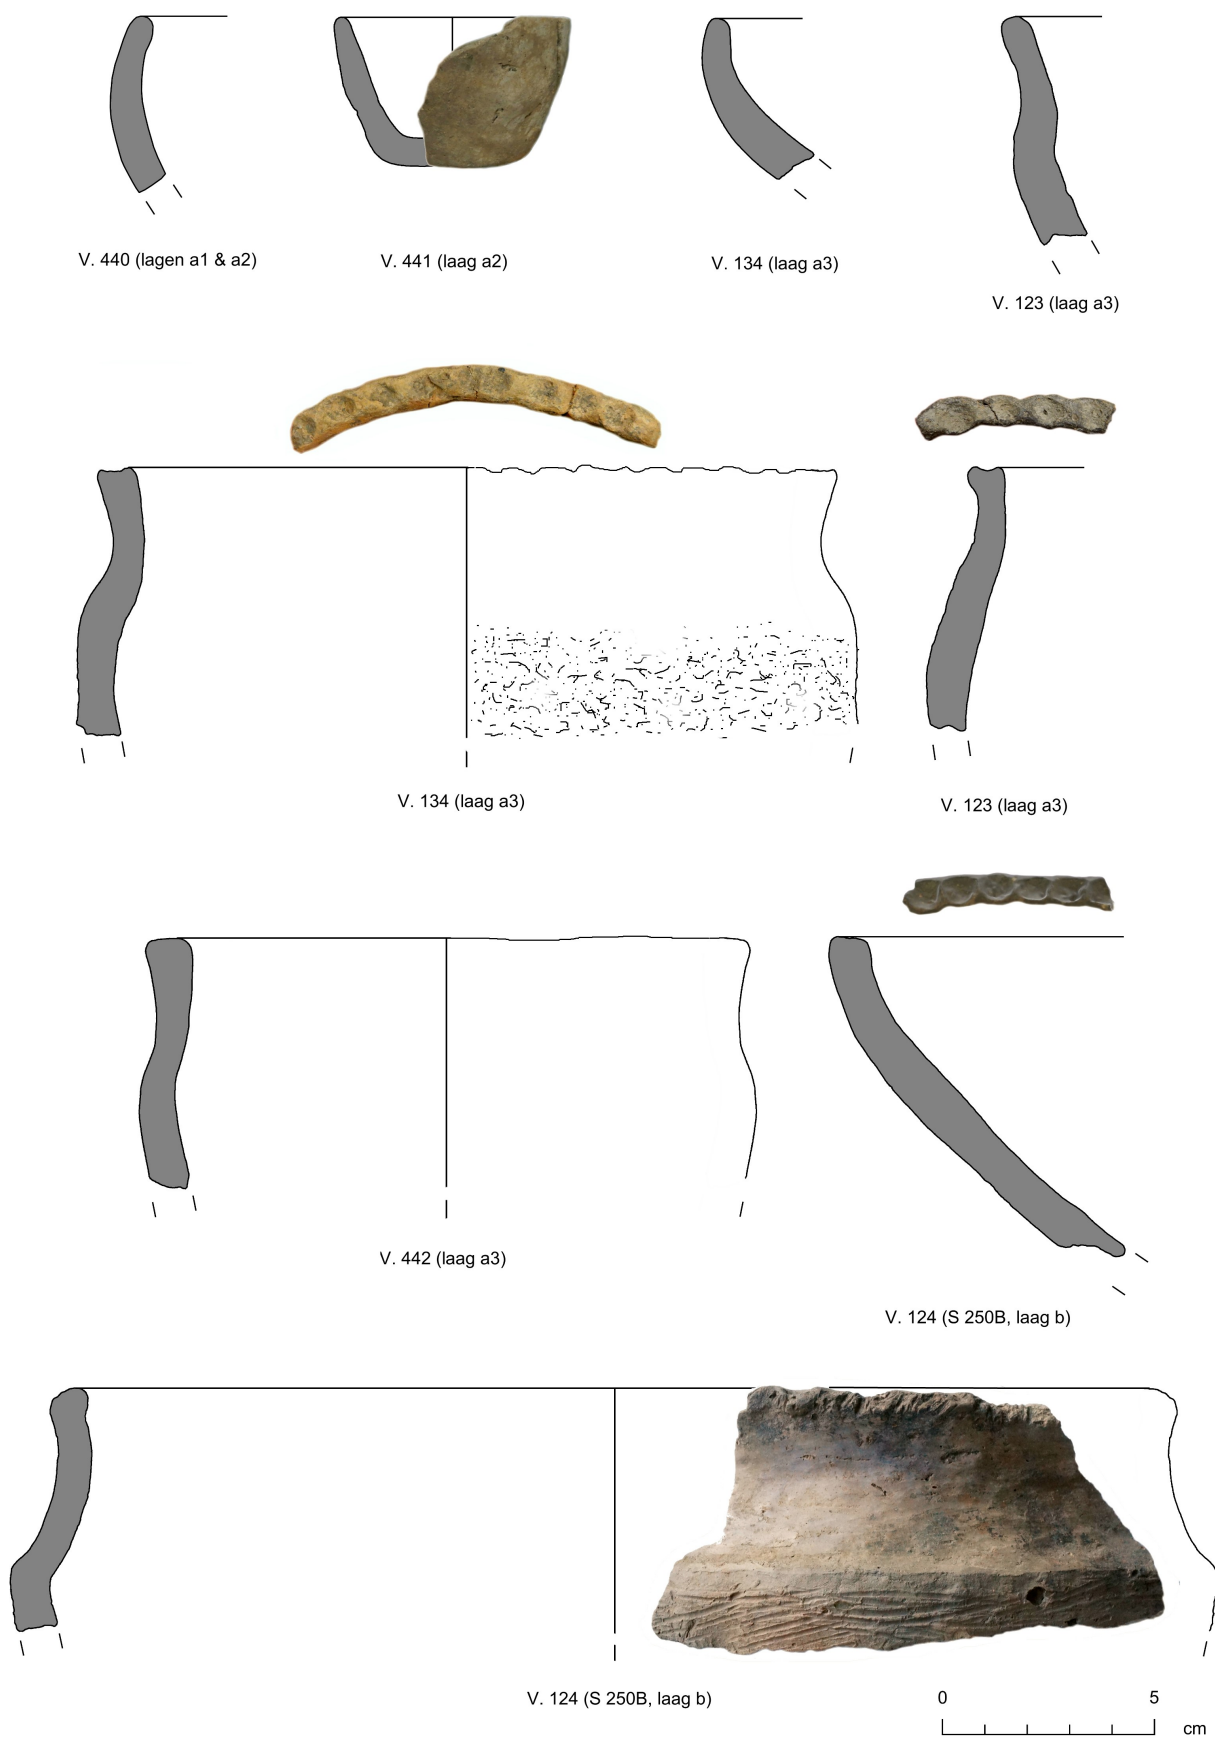 V. 440 (lagen a1 & a2)
V. 441 (laag a2)
V. 134 (laag a3)
V. 123 (laag a3)
V. 134 (laag a3)
V. 123 (laag a3)
V. 442 (laag a3)
V. 124 (S 250B, laag b)
V. 124 (S 250B, laag b)
0 5
cm